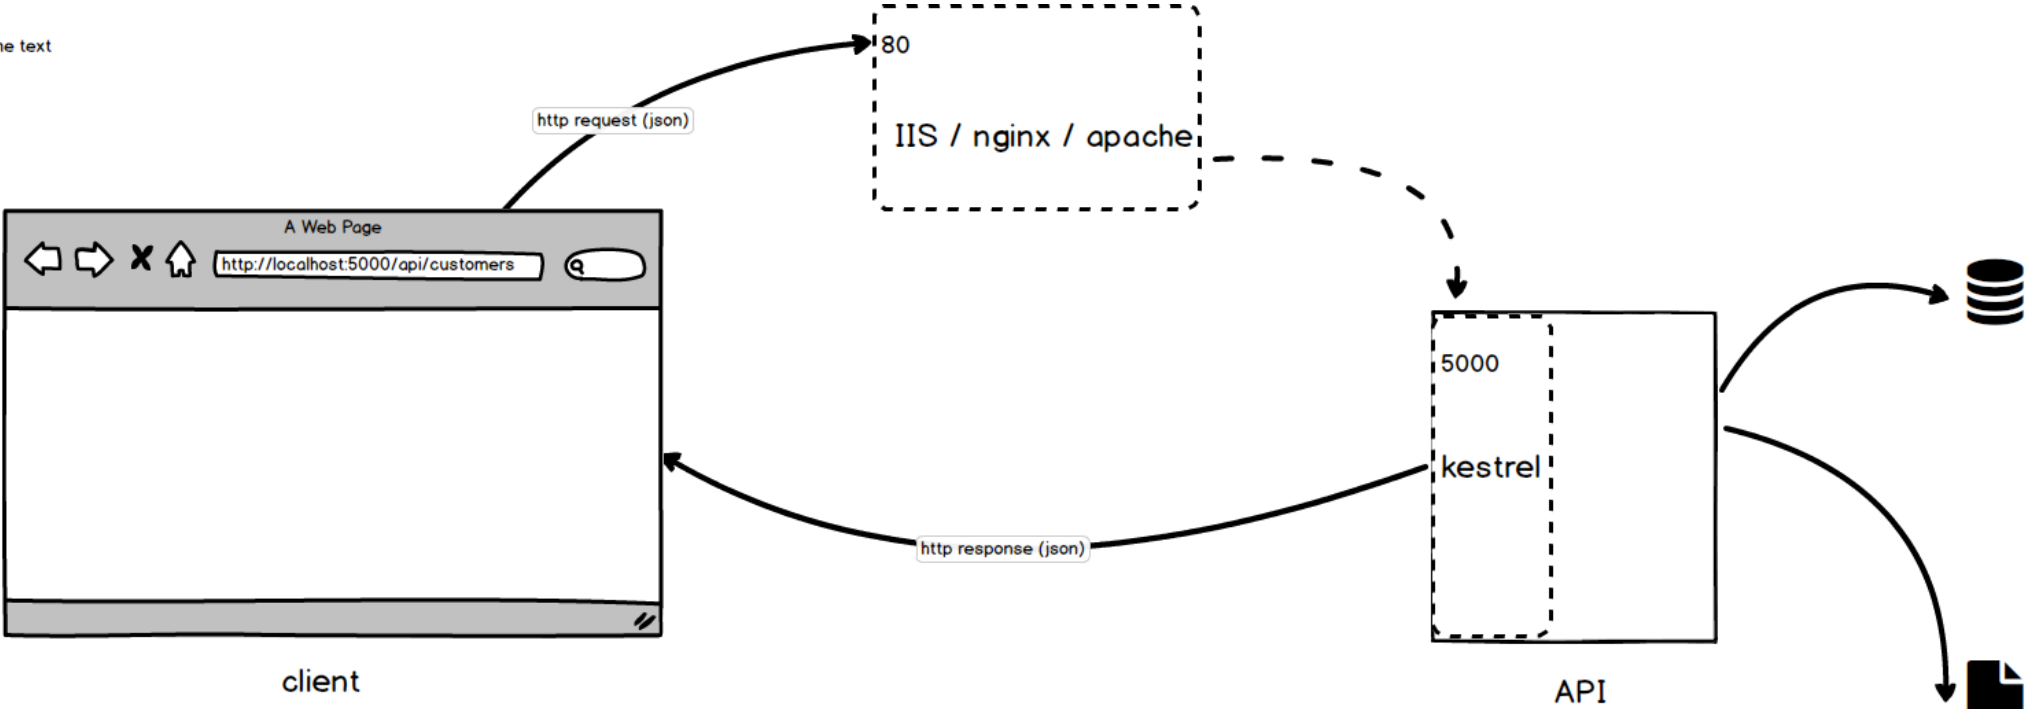 80
ne text
http request (json)
IIS / nginx / apache
A Web Page
http://localhost:5000/api/customers
5000
kestrel
http response (json)
client
API